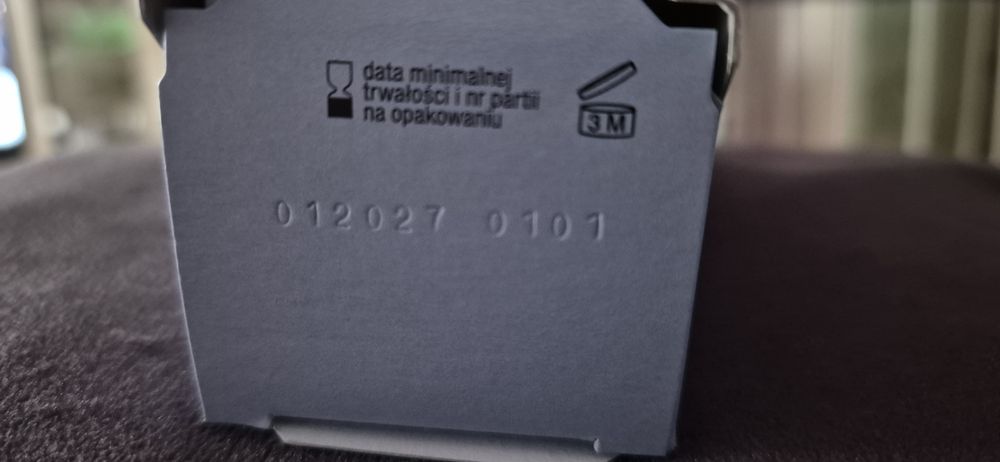 data minimalnej
trwałości i nr partii
na opakowaniu
3 M
012027 0101